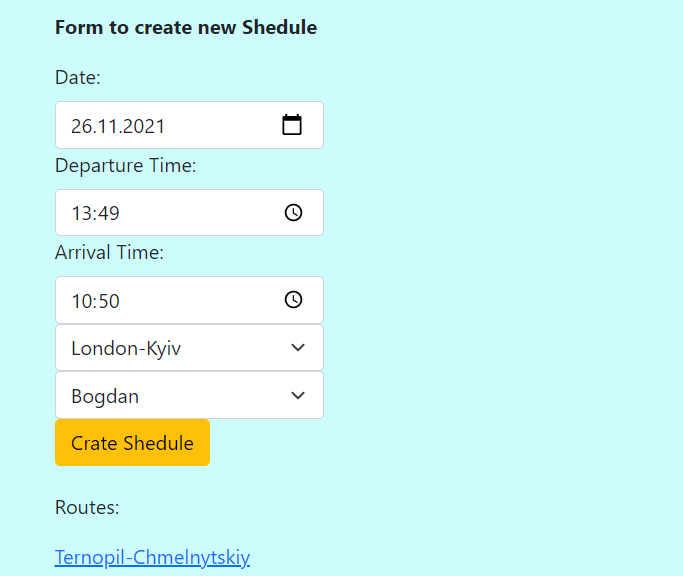 Form to create new Shedule
Date:
26.11.2021
Departure Time:
13:49
Arrival Time:
10:50
London-Kyiv
Bogdan
Crate Shedule
Routes:
Ternopil-Chmelnytskiy